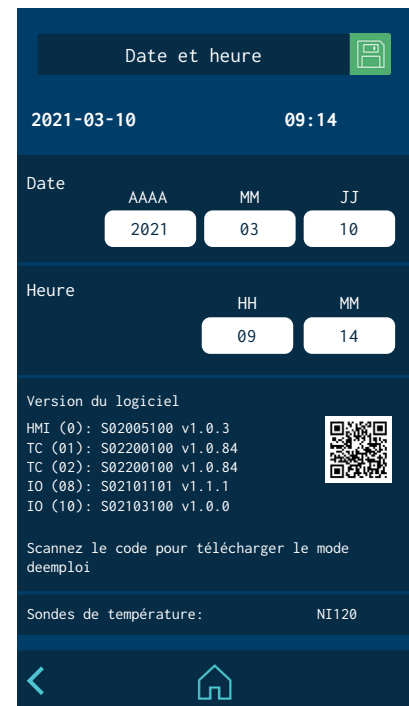 Date et heure
2021-03-10 09:14
Date
AAAA MM JJ
2021 03 10
Heure
HH MM
09 14
Version du logiciel
HMI (0): S02005100 v1.0.3
TC (01): S02200100 v1.0.84
TC (02): S02200100 v1.0.84
IO (08): S02101101 v1.1.1
IO (10): S02103100 v1.0.0
Scannez le code pour télécharger le mode
deemploi
Sondes de température: NI120